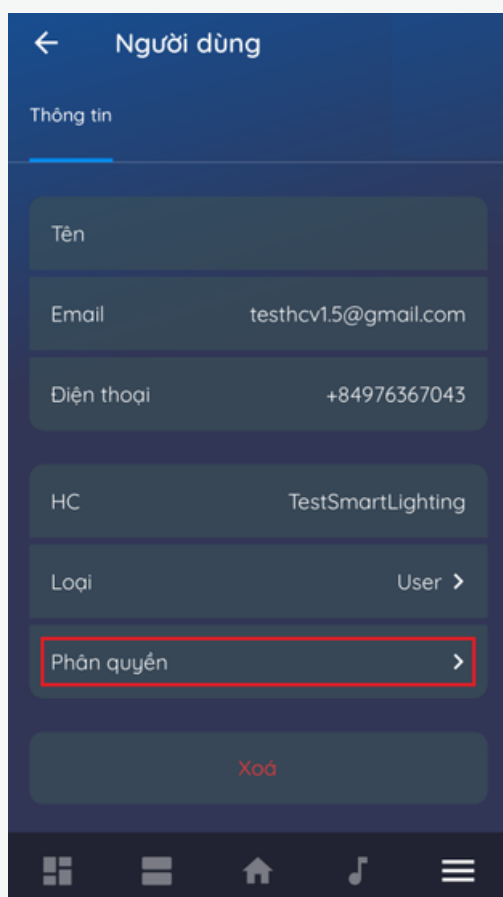 Người dùng
Thông tin
Tên
Email testhcv1.5@gmail.com
Điện thoại +84976367043
HC TestSmartLighting
Loại User
Phân quyền
Xoá